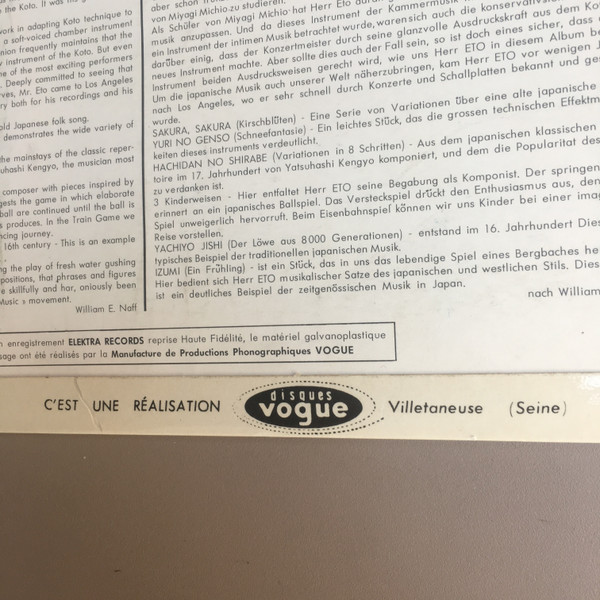 y the Koto. It was his
work in adapting Koto technique to
a soft-voiced chamber instrument
nion frequently maintains that the
y instrument of the Koto. But even
ne of the most exciting performers
. Deeply committed to seeing that
ves, Mr. Eto came to Los Angeles
ry both for his recordings and his
old Japanese folk song.
demonstrates the wide variety of
the mainstays of the classic reper-
uhashi Kengyo, the musician most
composer with pieces inspired by
gests the game in which elaborate
ball are continued until the ball is
s produces. In the Train Game we
ncing journey.
16th century - This is an example
ng the play of fresh water gushing
positions, that phrases and figures
e skillfully and har, oniously been
Music » movement.
William E. Naff
aber schon früher
von Miyagi Michio-zu studieren.
Als Schüler von Miyagi Michio hat Herr Eto
musik anzupassen. Und da dieses Instrument der Kammermusik
ein Instrument der intimen Musik betrachtet wurde, waren sich auch die konservativ
darüber einig, dass der Konzertmeister durch seine glanzvolle Ausdruckskraft aus dem Ko
neues Instrument machte. Aber sollte dies auch der Fall sein, so ist doch eines sicher, dass
Instrument beiden Ausdrucksweisen gerecht wird, wie uns Herr ETO in diesem Album be
Um die japanische Musik auch unserer Welt näherzubringen, kam Herr ETO vor wenigen J
nach Los Angeles, wo er sehr schnell durch Konzerte und Schallplatten bekannt und ge
wurde.
SAKURA, SAKURA (Kirschblüten) - Eine Serie von Variationen über eine alte japanische
YURI NO GENSO (Schneefantasie) - Ein leichtes Stück, das die grossen technischen Effektm
keiten dieses instruments verdeutlicht.
HACHIDAN NO SHIRABE (Variationen in 8 Schritten) - Aus dem japanischen klassischen
toire im 17. Jahrhundert von Yatsuhashi Kengyo komponiert, und dem die Popularitat des
zu verdanken ist.
3 Kinderweisen - Hier entfaltet Herr ETO seine Begabung als Komponist. Der springen
erinnert an ein japanisches Ballspiel. Das Versteckspiel drückt den Enthusiasmus aus, den
Spiel unweigerlich hervorruft. Beim Eisenbahnspiel können wir uns Kinder bei einer imag
Reise vorstellen.
YACHIYO JISHI (Der Löwe aus 8000 Generationen) - entstand im 16. Jahrhundert Dies
typisches Beispiel der traditionellen japanischen Musik.
IZUMI (Ein Frühling) - ist ein Stück, das in uns das lebendige Spiel eines Bergbaches he
Hier bedient sich Herr ETO musikalischer Satze des japanischen und westlichen Stils. Dies
ist ein deutliches Beispiel der zeitgenössischen Musik in Japan.
nach William
n enregistrement ELEKTRA RECORDS reprise Haute Fidélité, le matériel galvanoplastique
page ont été réalisés par la Manufacture de Productions Phonographiques VOGUE
C'EST UNE RÉALISATION disques vogue Villetaneuse (Seine)